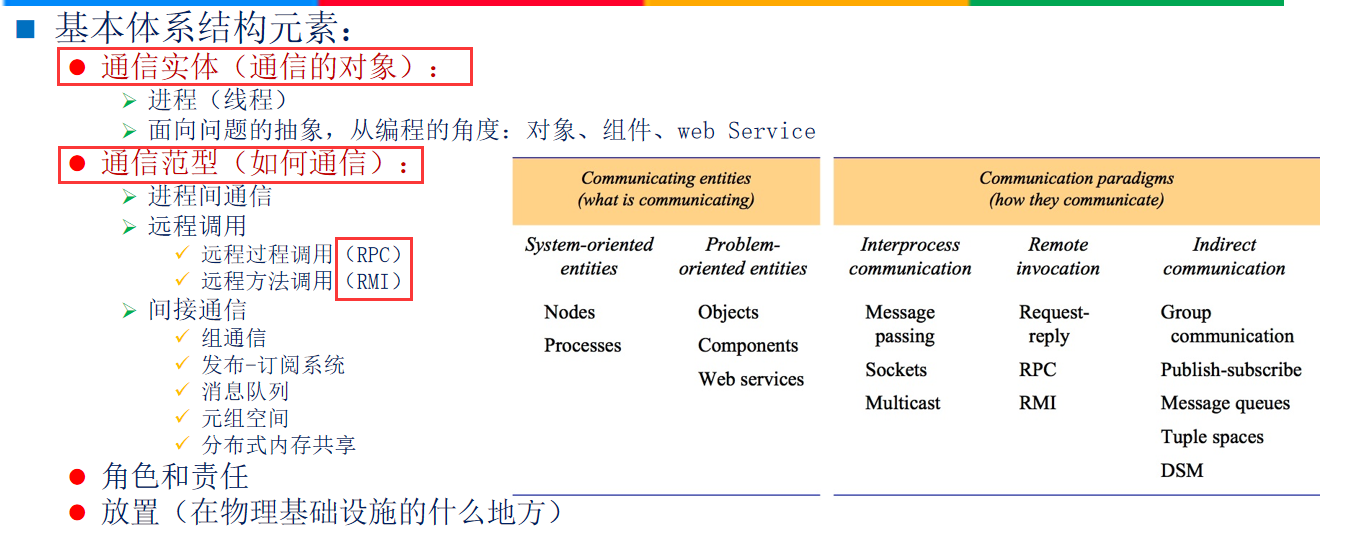 基本体系结构元素：
通信实体（通信的对象）：
进程（线程）
面向问题的抽象，从编程的角度：对象、组件、web Service
通信范型（如何通信）：
进程间通信
远程调用
远程过程调用（RPC）
远程方法调用（RMI）
间接通信
组通信
发布-订阅系统
消息队列
元组空间
分布式内存共享
角色和责任
放置（在物理基础设施的什么地方）
Communicating entities
(what is communicating)
System-oriented
entities
Nodes
Processes
Problem-
oriented entities
Objects
Components
Web services
Communication paradigms
(how they communicate)
Interprocess
communication
Message
passing
Sockets
Multicast
Remote
invocation
Request-
reply
RPC
RMI
Indirect
communication
Group
communication
Publish-subscribe
Message queues
Tuple spaces
DSM